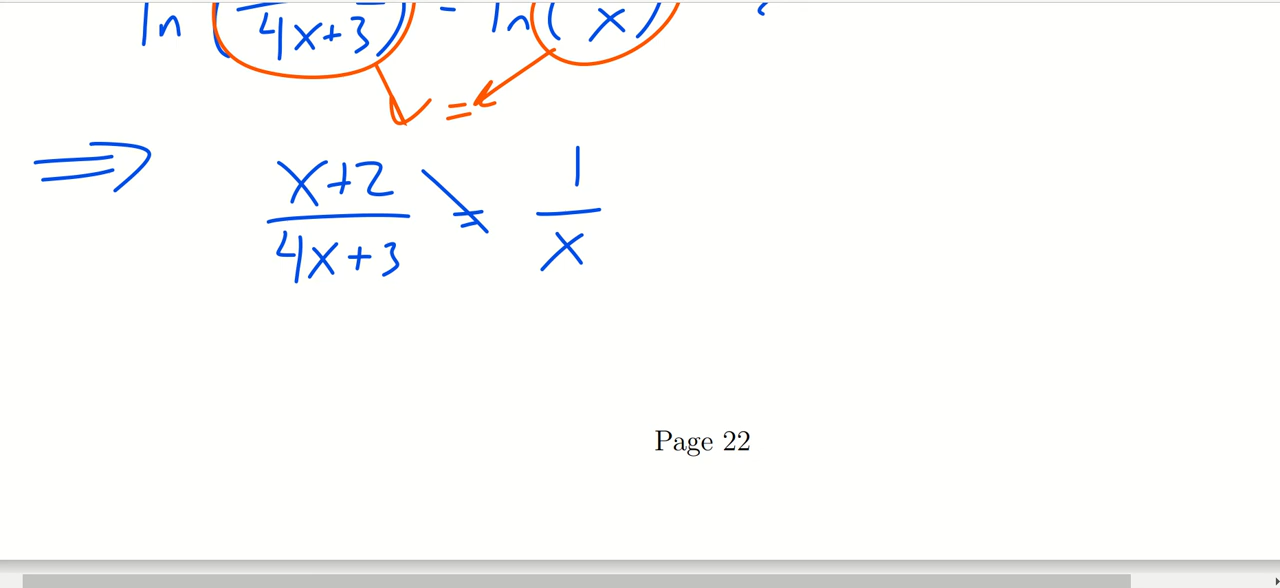 ln ( / 4x+3 ) = ln ( / x )
=
⟹ x+2 / 4x+3 = 1 / x
Page 22